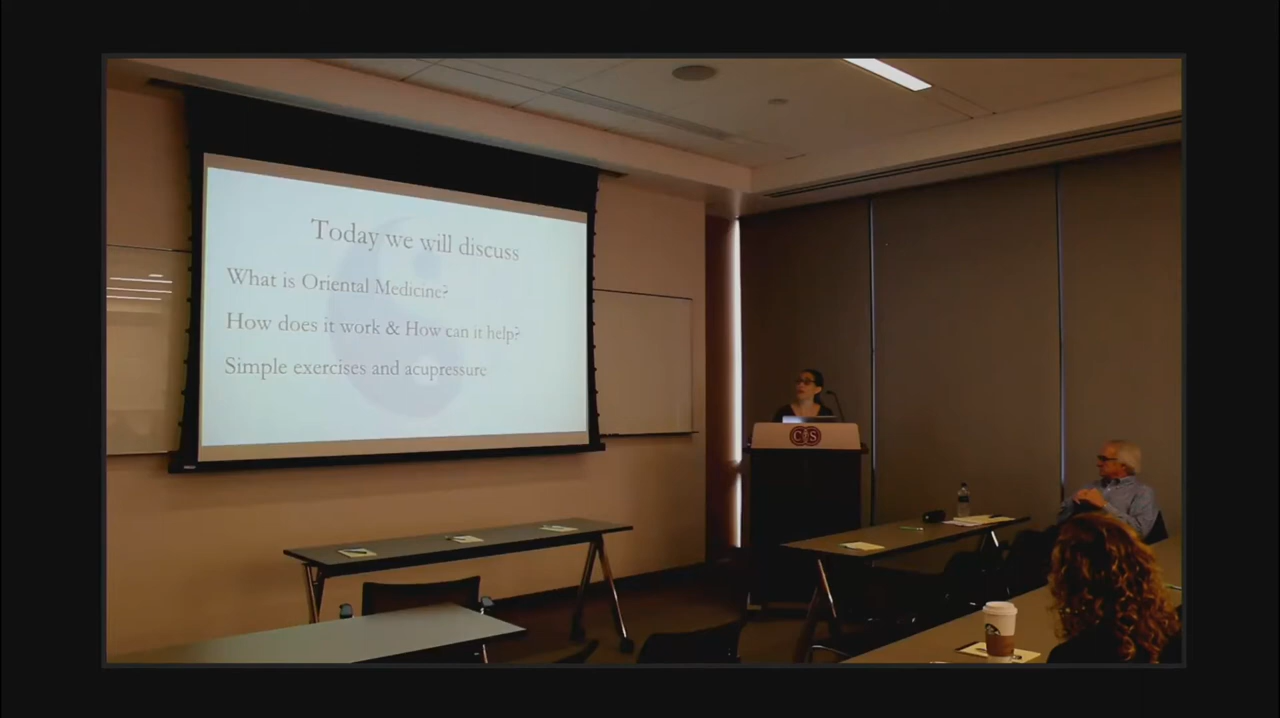 Today we will discuss
What is Oriental Medicine?
How does it work & How can it help?
Simple exercises and acupressure